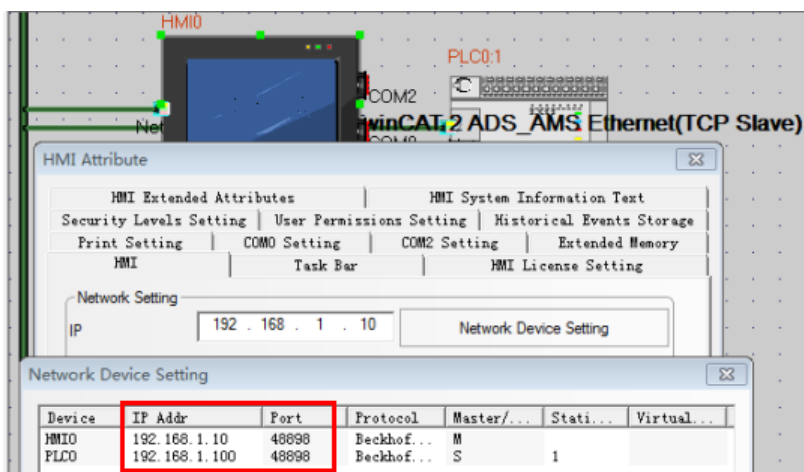 HMI0
PLC0:1
COM2
Net
winCAT 2 ADS_AMS Ethernet(TCP Slave)
HMI Attribute
HMI Extended Attributes
HMI System Information Text
Security Levels Setting
User Permissions Setting
Historical Events Storage
Print Setting
COM0 Setting
COM2 Setting
Extended Memory
HMI
Task Bar
HMI License Setting
Network Setting
IP
192 . 168 . 1 . 10
Network Device Setting
Network Device Setting
Device IP Addr Port Protocol Master/... Stati... Virtual...
HMI0 192.168.1.10 48898 Beckhof... M
PLC0 192.168.1.100 48898 Beckhof... S 1